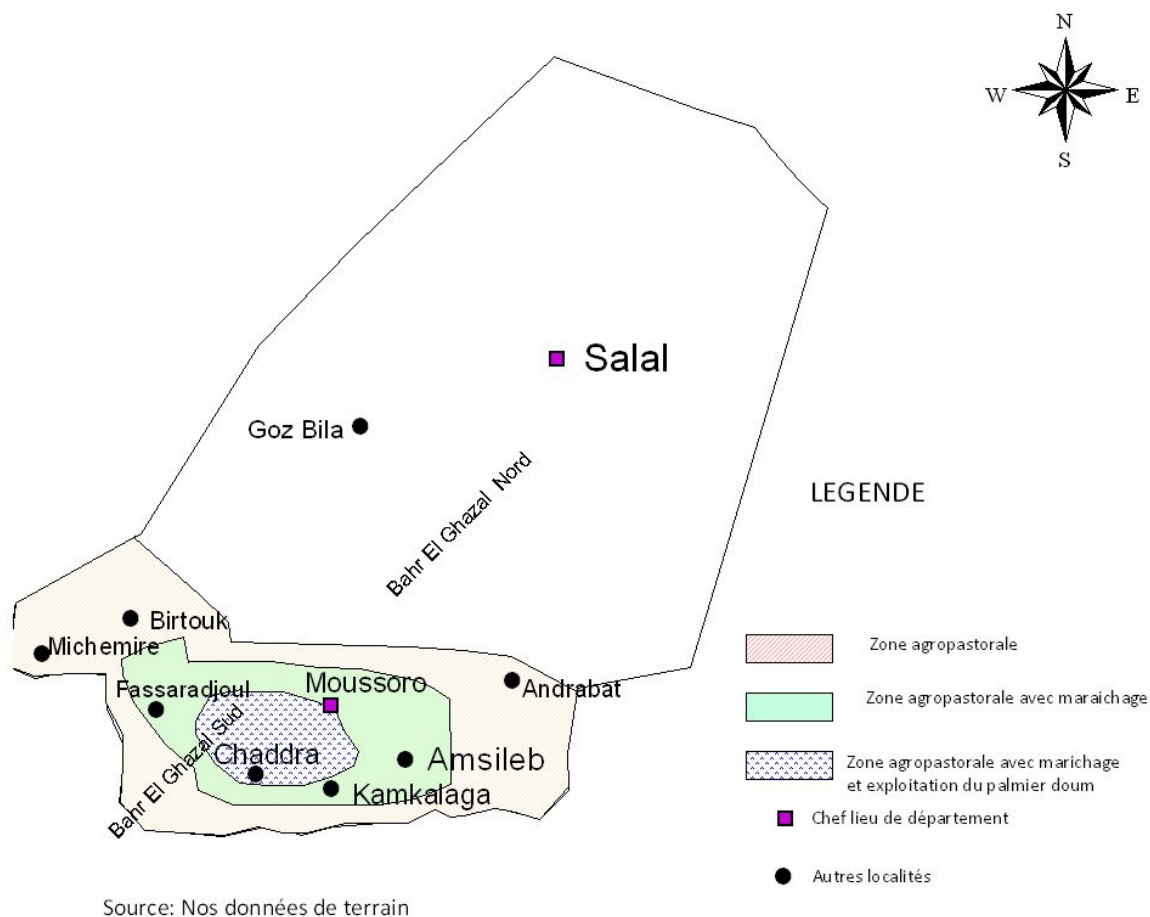 N
W E
S
Salal
Goz Bila
Bahr El Ghazal Nord
LEGENDE
Birtouk
Michemire
Fassaradjoul
Moussoro
Andrabat
Bahr El Ghazal Sud
Chaddra
Amsileb
Kamkalaga
Zone agropastorale
Zone agropastorale avec maraichage
Zone agropastorale avec marichage
et exploitation du palmier doum
Chef lieu de département
Autres localités
Source: Nos données de terrain